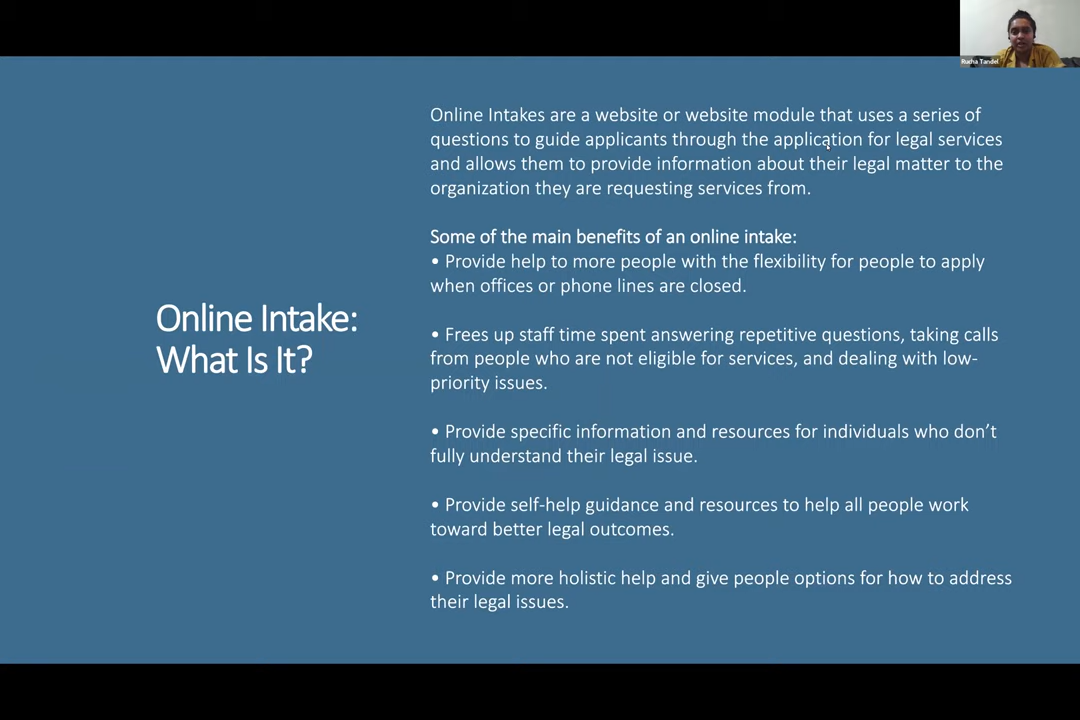 Rucha Tandel
Online Intake:
What Is It?
Online Intakes are a website or website module that uses a series of
questions to guide applicants through the application for legal services
and allows them to provide information about their legal matter to the
organization they are requesting services from.
Some of the main benefits of an online intake:
• Provide help to more people with the flexibility for people to apply
when offices or phone lines are closed.
• Frees up staff time spent answering repetitive questions, taking calls
from people who are not eligible for services, and dealing with low-
priority issues.
• Provide specific information and resources for individuals who don’t
fully understand their legal issue.
• Provide self-help guidance and resources to help all people work
toward better legal outcomes.
• Provide more holistic help and give people options for how to address
their legal issues.